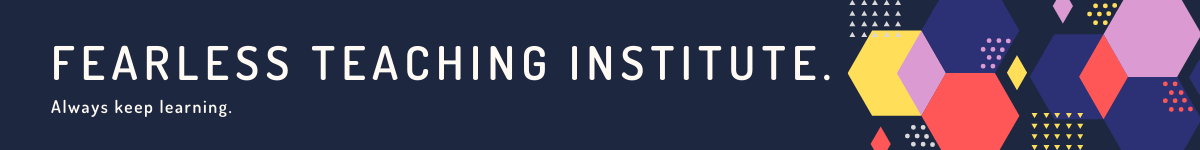 FEARLESS TEACHING INSTITUTE.
Always keep learning.